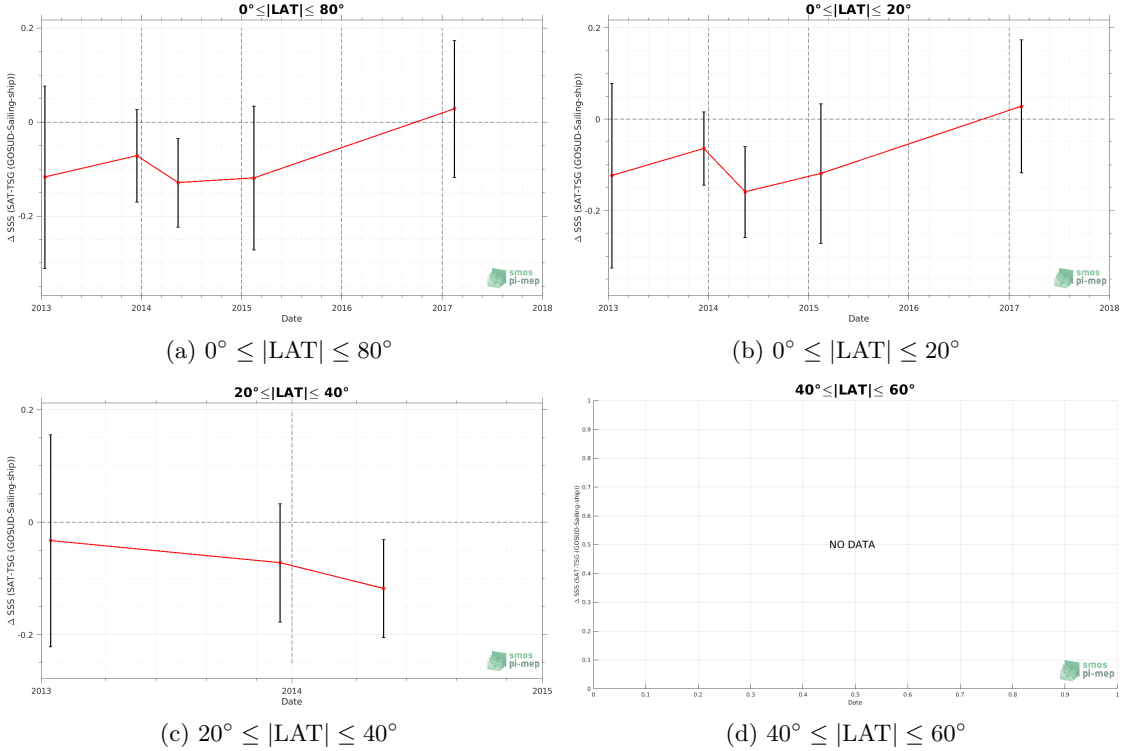 0°≤|LAT|≤ 80°
0.2
0
-0.2
Δ SSS (SAT-TSG (GOSUD-Sailing-ship))
2013 2014 2015 2016 2017 2018
Date
smos
pi-mep
(a) 0° ≤ |LAT| ≤ 80°
0°≤|LAT|≤ 20°
0.2
0
-0.2
Δ SSS (SAT-TSG (GOSUD-Sailing-ship))
2013 2014 2015 2016 2017 2018
Date
smos
pi-mep
(b) 0° ≤ |LAT| ≤ 20°
20°≤|LAT|≤ 40°
0.2
0
-0.2
Δ SSS (SAT-TSG (GOSUD-Sailing-ship))
2013 2014 2015
Date
smos
pi-mep
(c) 20° ≤ |LAT| ≤ 40°
40°≤|LAT|≤ 60°
1
0.9
0.8
0.7
0.6
0.5
0.4
0.3
0.2
0.1
0
Δ SSS (SAT-TSG (GOSUD-Sailing-ship))
NO DATA
0 0.1 0.2 0.3 0.4 0.5 0.6 0.7 0.8 0.9 1
Date
smos
pi-mep
(d) 40° ≤ |LAT| ≤ 60°